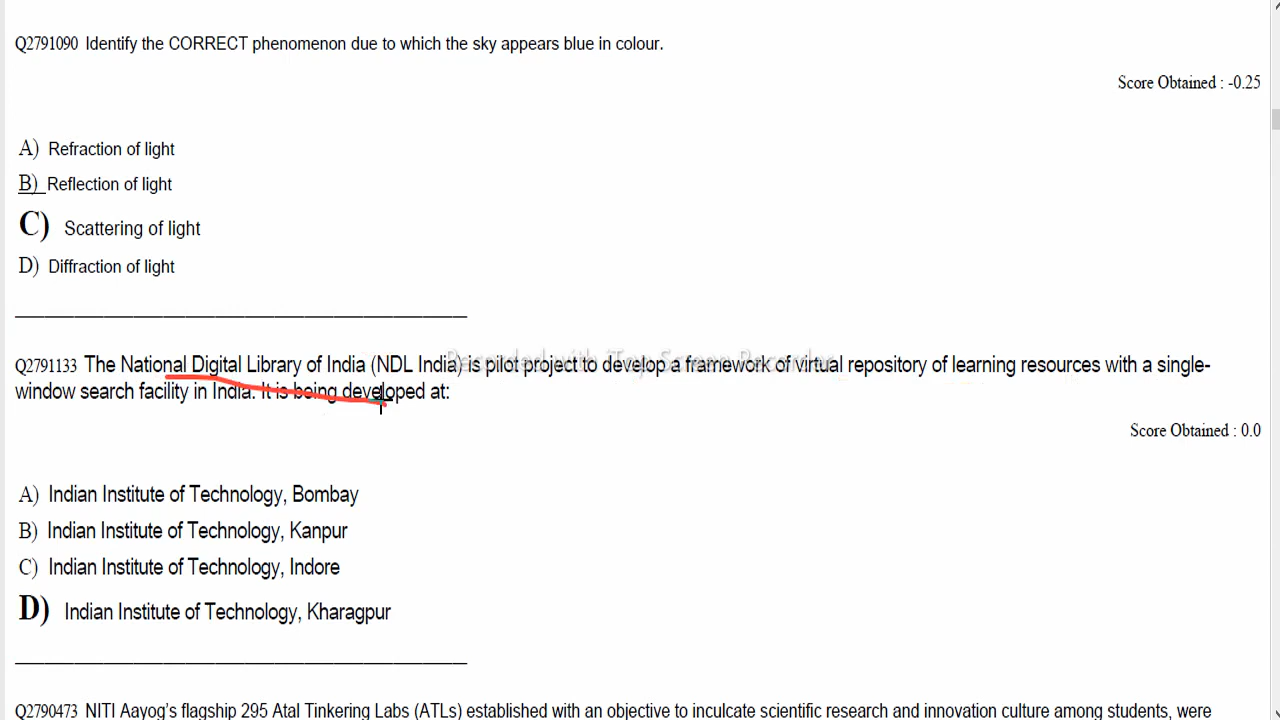 Q2791090 Identify the CORRECT phenomenon due to which the sky appears blue in colour.
Score Obtained : -0.25
A) Refraction of light
B) Reflection of light
C) Scattering of light
D) Diffraction of light
Q2791133 The National Digital Library of India (NDL India) is pilot project to develop a framework of virtual repository of learning resources with a single-
window search facility in India. It is being developed at:
Recorded with iTop Screen Recorder
Score Obtained : 0.0
A) Indian Institute of Technology, Bombay
B) Indian Institute of Technology, Kanpur
C) Indian Institute of Technology, Indore
D) Indian Institute of Technology, Kharagpur
Q2790473 NITI Aayog's flagship 295 Atal Tinkering Labs (ATLs) established with an objective to inculcate scientific research and innovation culture among students, were